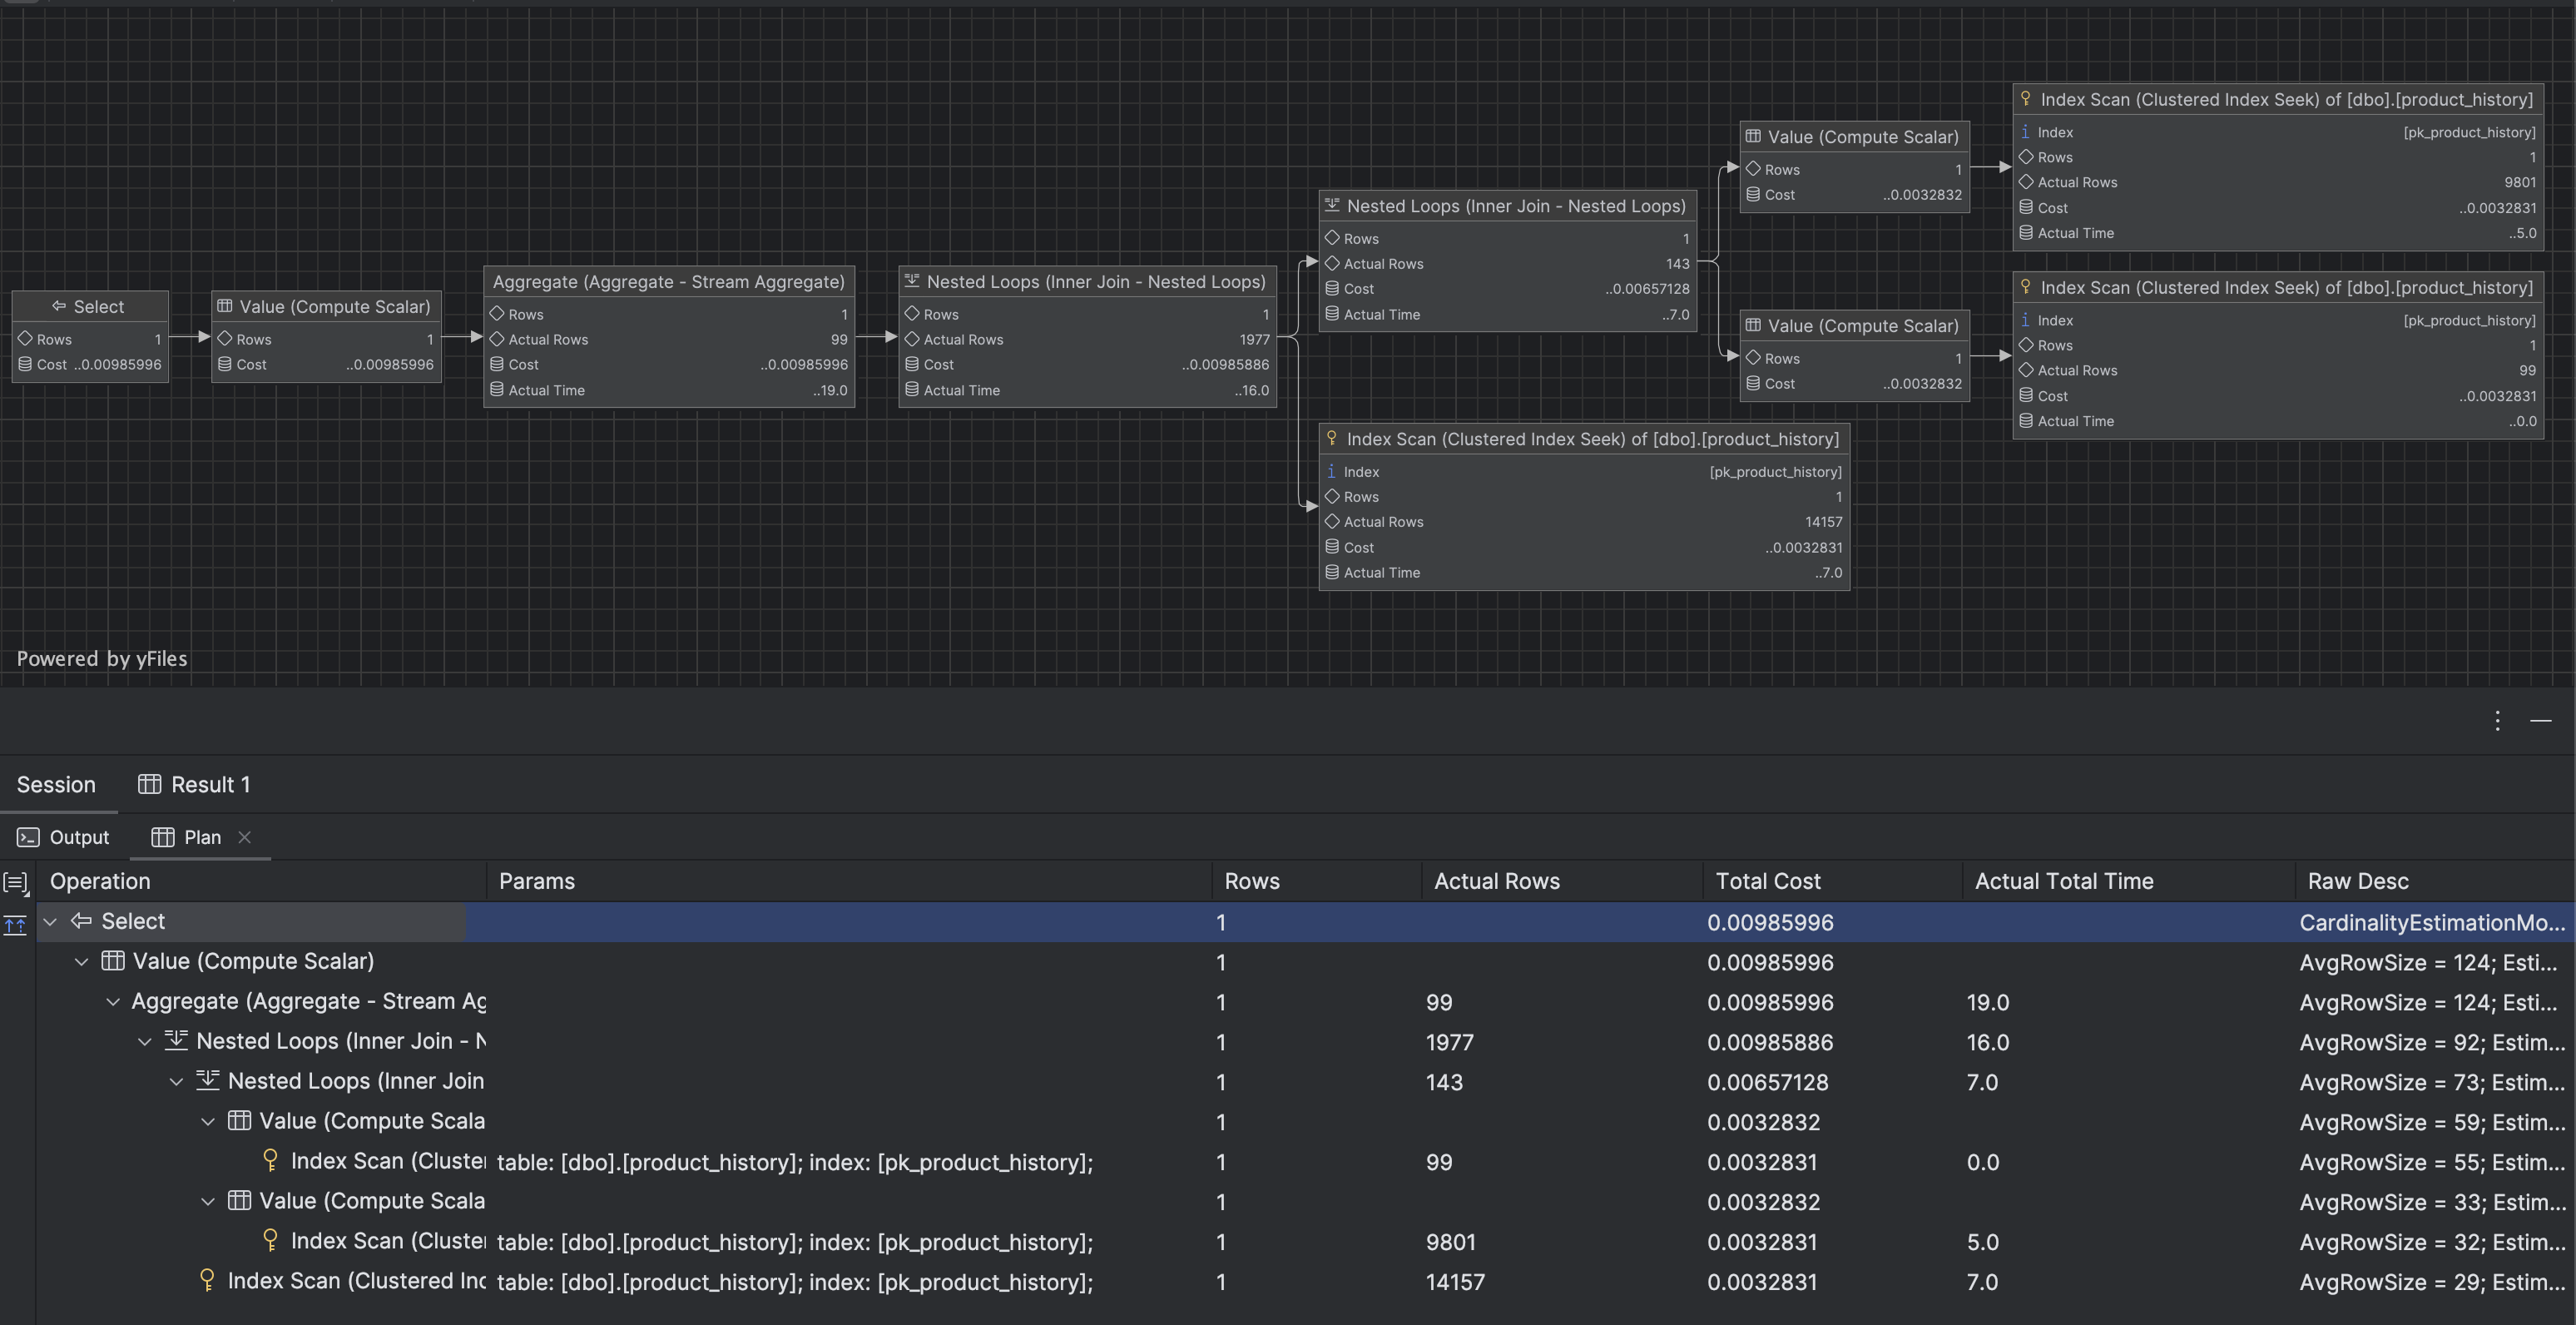 Select
Rows 1
Cost ..0.00985996
Value (Compute Scalar)
Rows 1
Cost ..0.00985996
Aggregate (Aggregate - Stream Aggregate)
Rows 1
Actual Rows 99
Cost ..0.00985996
Actual Time ..19.0
Nested Loops (Inner Join - Nested Loops)
Rows 1
Actual Rows 1977
Cost ..0.00985886
Actual Time ..16.0
Nested Loops (Inner Join - Nested Loops)
Rows 1
Actual Rows 143
Cost ..0.00657128
Actual Time ..7.0
Index Scan (Clustered Index Seek) of [dbo].[product_history]
Index [pk_product_history]
Rows 1
Actual Rows 14157
Cost ..0.0032831
Actual Time ..7.0
Value (Compute Scalar)
Rows 1
Cost ..0.0032832
Value (Compute Scalar)
Rows 1
Cost ..0.0032832
Index Scan (Clustered Index Seek) of [dbo].[product_history]
Index [pk_product_history]
Rows 1
Actual Rows 9801
Cost ..0.0032831
Actual Time ..5.0
Index Scan (Clustered Index Seek) of [dbo].[product_history]
Index [pk_product_history]
Rows 1
Actual Rows 99
Cost ..0.0032831
Actual Time ..0.0
Powered by yFiles
Session Result 1
Output Plan
Operation Params Rows Actual Rows Total Cost Actual Total Time Raw Desc
Select 1 0.00985996 CardinalityEstimationMo...
Value (Compute Scalar) 1 0.00985996 AvgRowSize = 124; Esti...
Aggregate (Aggregate - Stream Ag 1 99 0.00985996 19.0 AvgRowSize = 124; Esti...
Nested Loops (Inner Join - N 1 1977 0.00985886 16.0 AvgRowSize = 92; Estim...
Nested Loops (Inner Join 1 143 0.00657128 7.0 AvgRowSize = 73; Estim...
Value (Compute Scala 1 0.0032832 AvgRowSize = 59; Estim...
Index Scan (Cluster table: [dbo].[product_history]; index: [pk_product_history]; 1 99 0.0032831 0.0 AvgRowSize = 55; Estim...
Value (Compute Scala 1 0.0032832 AvgRowSize = 33; Estim...
Index Scan (Cluster table: [dbo].[product_history]; index: [pk_product_history]; 1 9801 0.0032831 5.0 AvgRowSize = 32; Estim...
Index Scan (Clustered Inc table: [dbo].[product_history]; index: [pk_product_history]; 1 14157 0.0032831 7.0 AvgRowSize = 29; Estim...